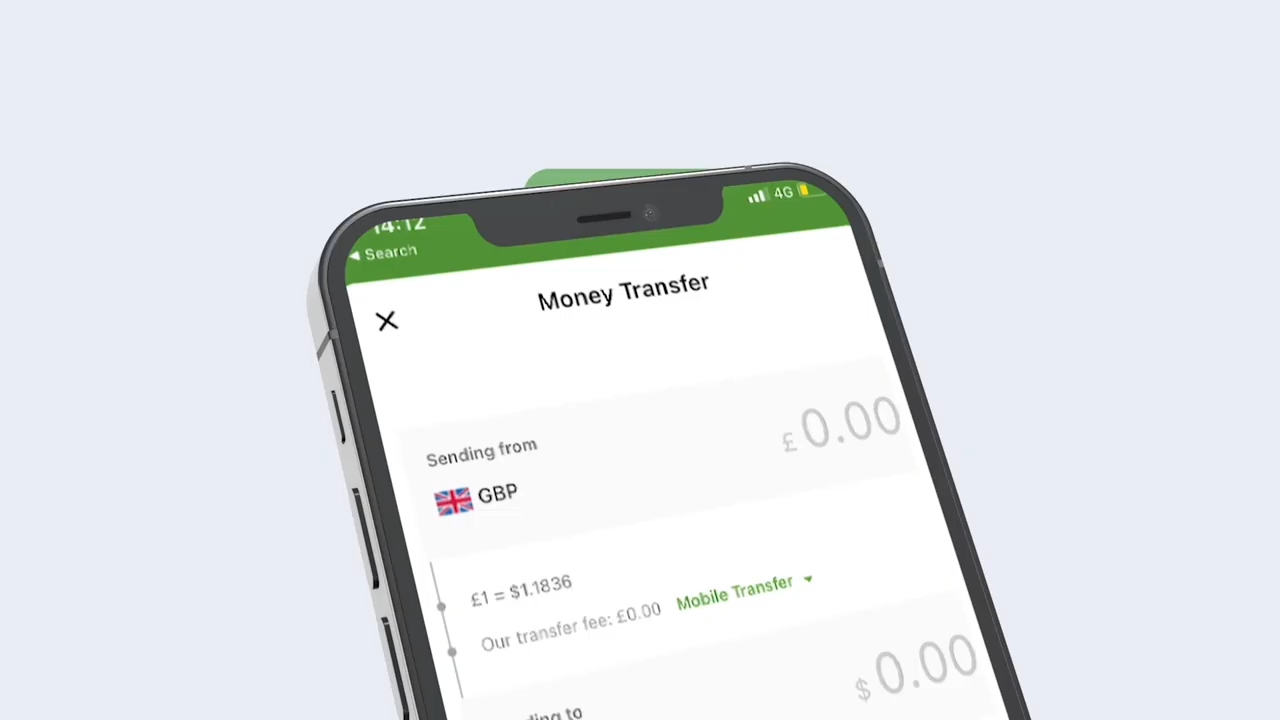 14:12
4G
Search
Money Transfer
Sending from
£ 0.00
GBP
£1 = $1.1836
Our transfer fee: £0.00 Mobile Transfer
$ 0.00
to